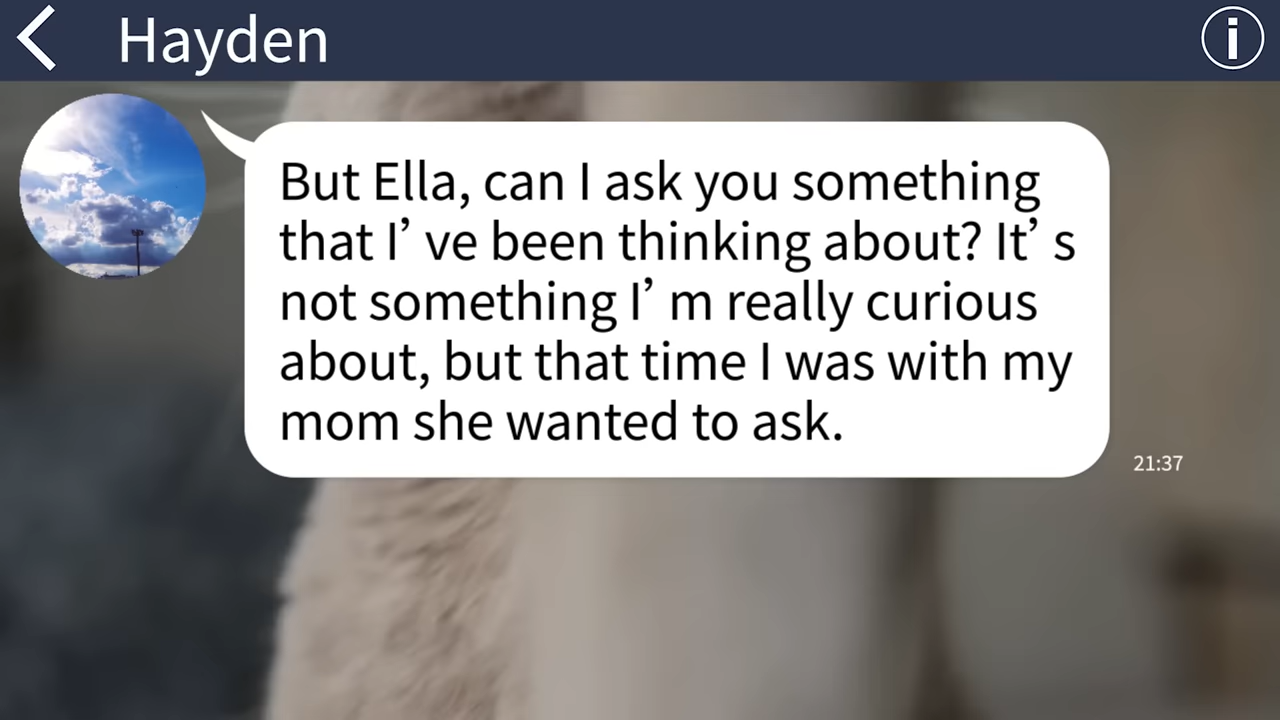 Hayden
But Ella, can I ask you something
that I’ ve been thinking about? It’ s
not something I’ m really curious
about, but that time I was with my
mom she wanted to ask.
21:37